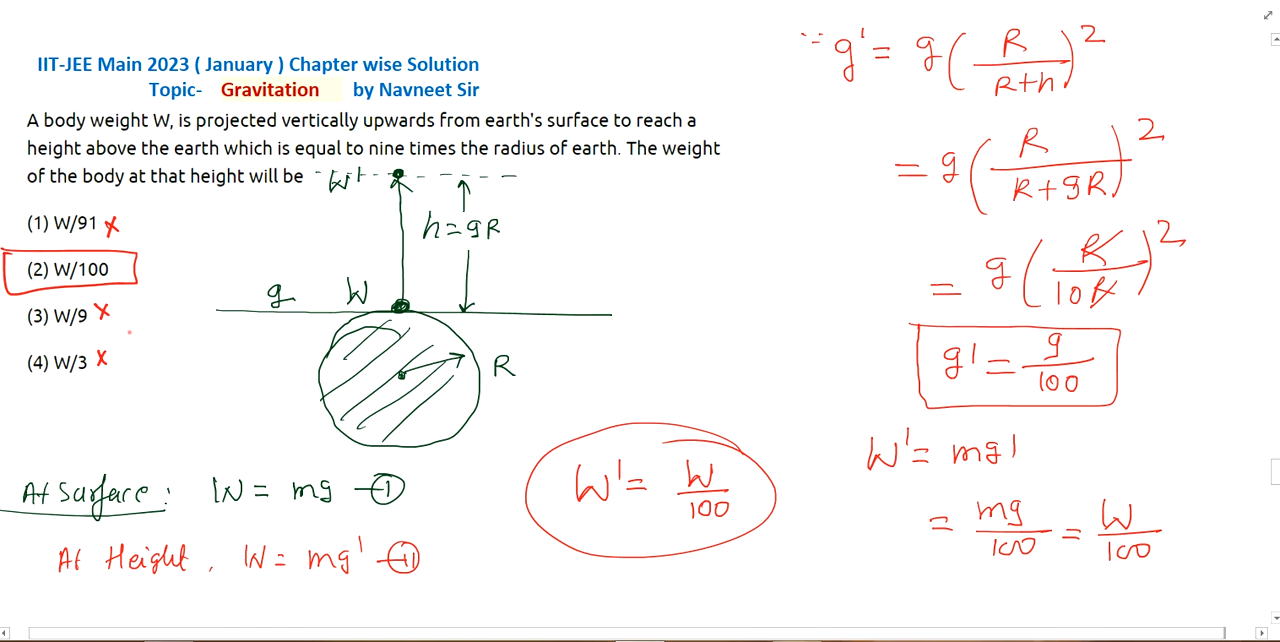 IIT-JEE Main 2023 ( January ) Chapter wise Solution
Topic- Gravitation by Navneet Sir
A body weight W, is projected vertically upwards from earth's surface to reach a
height above the earth which is equal to nine times the radius of earth. The weight
of the body at that height will be
(1) W/91 ×
(2) W/100
(3) W/9 ×
(4) W/3 ×
W'
h = 9R
g W
R
At Surface : W = mg —①
At Height, W = mg' —②
W' = W/100
∵ g' = g(R/R+h)²
= g(R/R+9R)²
= g(R/10R)²
g' = g/100
W' = mg'
= mg/100 = W/100